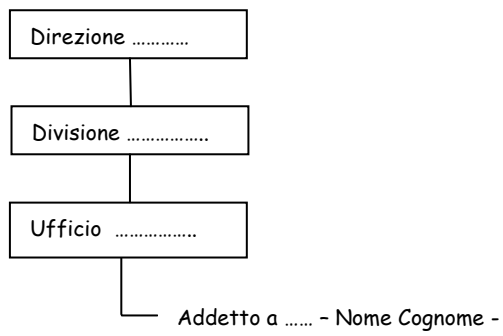 Direzione …………
Divisione ……………..
Ufficio ……………..
Addetto a …… – Nome Cognome -